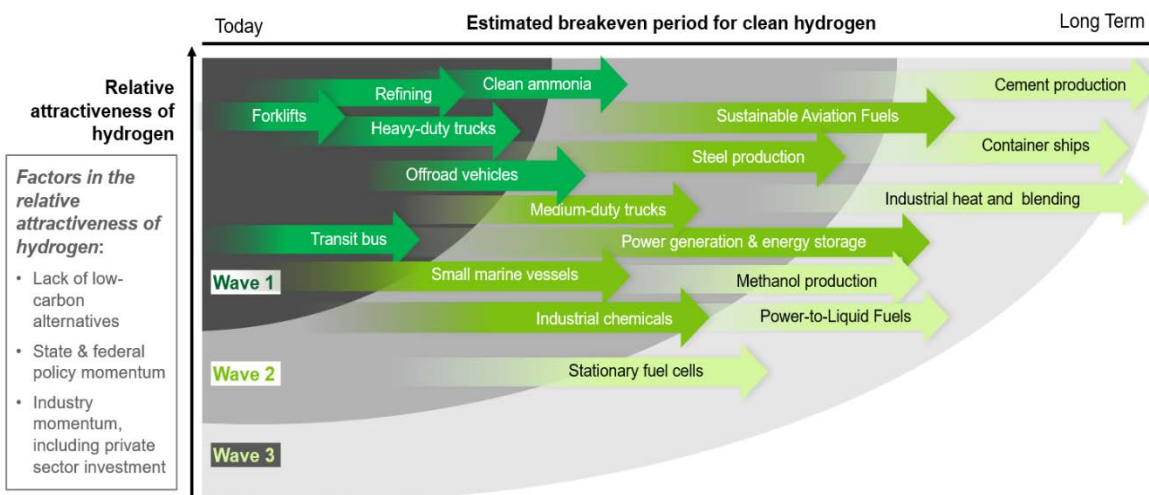 Today
Estimated breakeven period for clean hydrogen
Long Term
Relative
attractiveness of
hydrogen
Factors in the
relative
attractiveness of
hydrogen:
• Lack of low-
carbon
alternatives
• State & federal
policy momentum
• Industry
momentum,
including private
sector investment
Clean ammonia
Cement production
Refining
Forklifts
Sustainable Aviation Fuels
Heavy-duty trucks
Container ships
Steel production
Offroad vehicles
Industrial heat and blending
Medium-duty trucks
Transit bus
Power generation & energy storage
Wave 1
Small marine vessels
Methanol production
Industrial chemicals
Power-to-Liquid Fuels
Wave 2
Stationary fuel cells
Wave 3